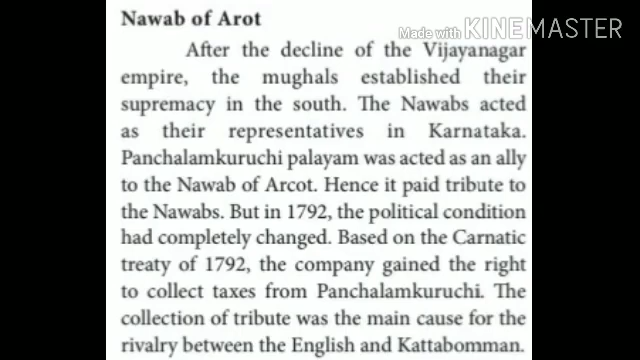 Nawab of Arot
Made with KINEMASTER
After the decline of the Vijayanagar
empire, the mughals established their
supremacy in the south. The Nawabs acted
as their representatives in Karnataka.
Panchalamkuruchi palayam was acted as an ally
to the Nawab of Arcot. Hence it paid tribute to
the Nawabs. But in 1792, the political condition
had completely changed. Based on the Carnatic
treaty of 1792, the company gained the right
to collect taxes from Panchalamkuruchi. The
collection of tribute was the main cause for the
rivalry between the English and Kattabomman.